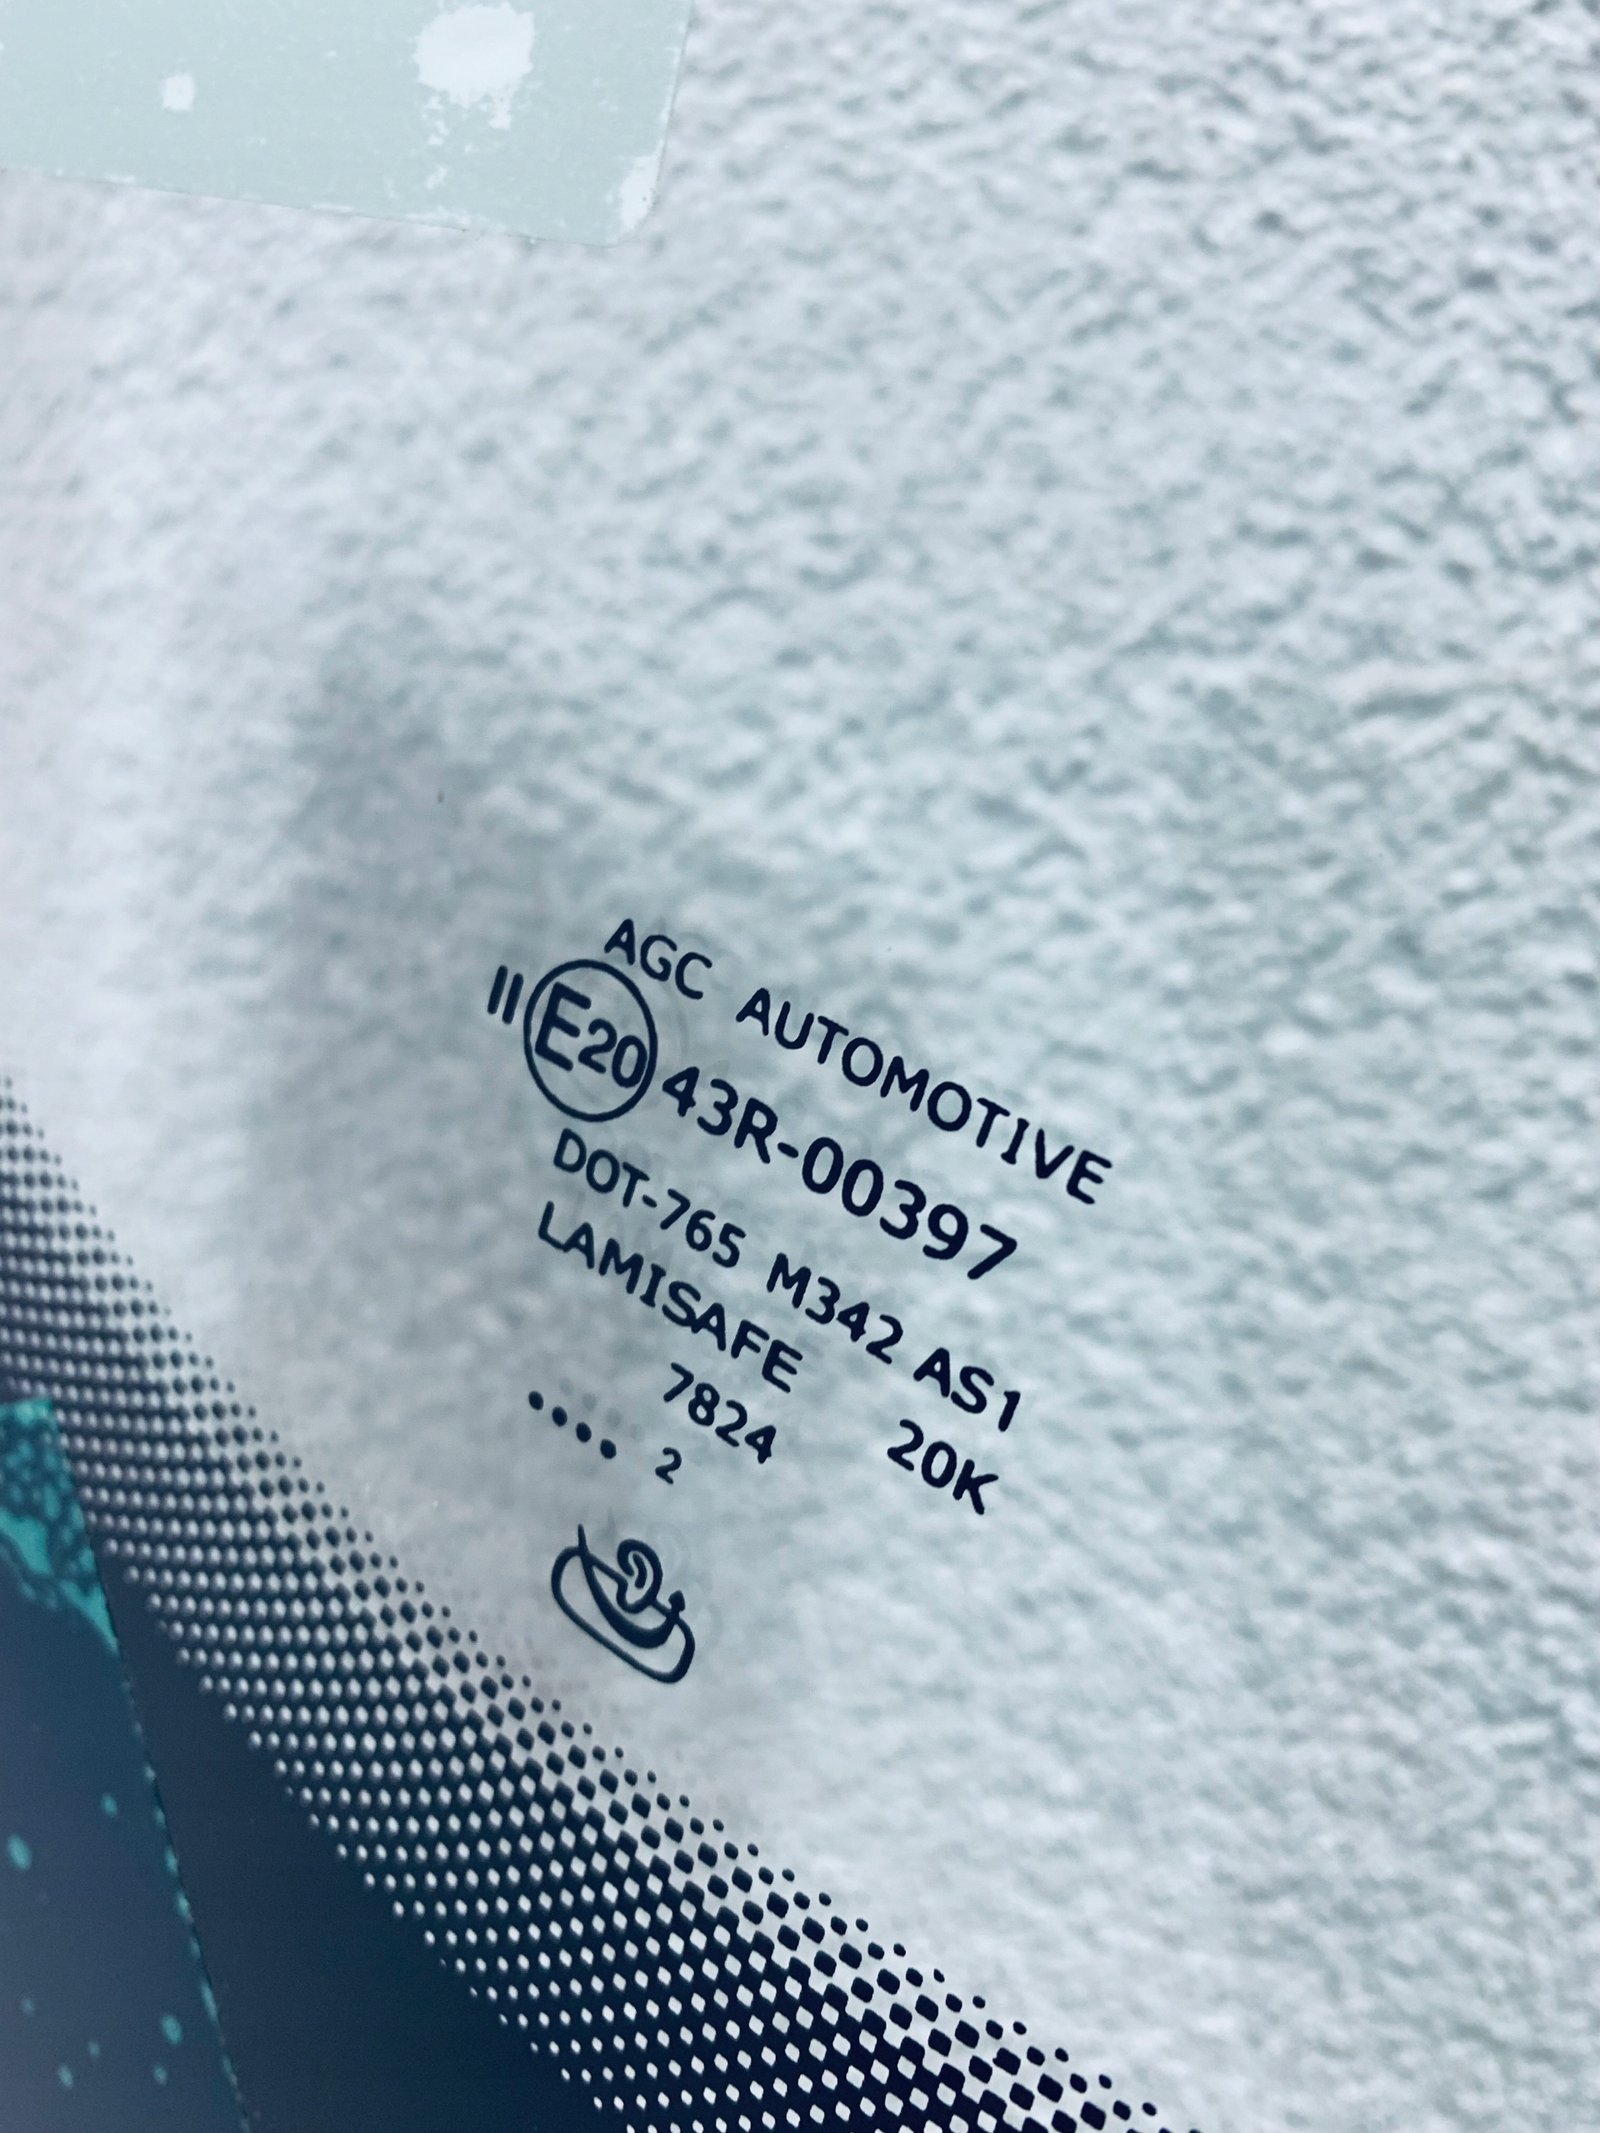 AGC AUTOMOTIVE
II E20 43R-00397
DOT-765 M342 AS1
LAMISAFE 20K
7824
.... 2